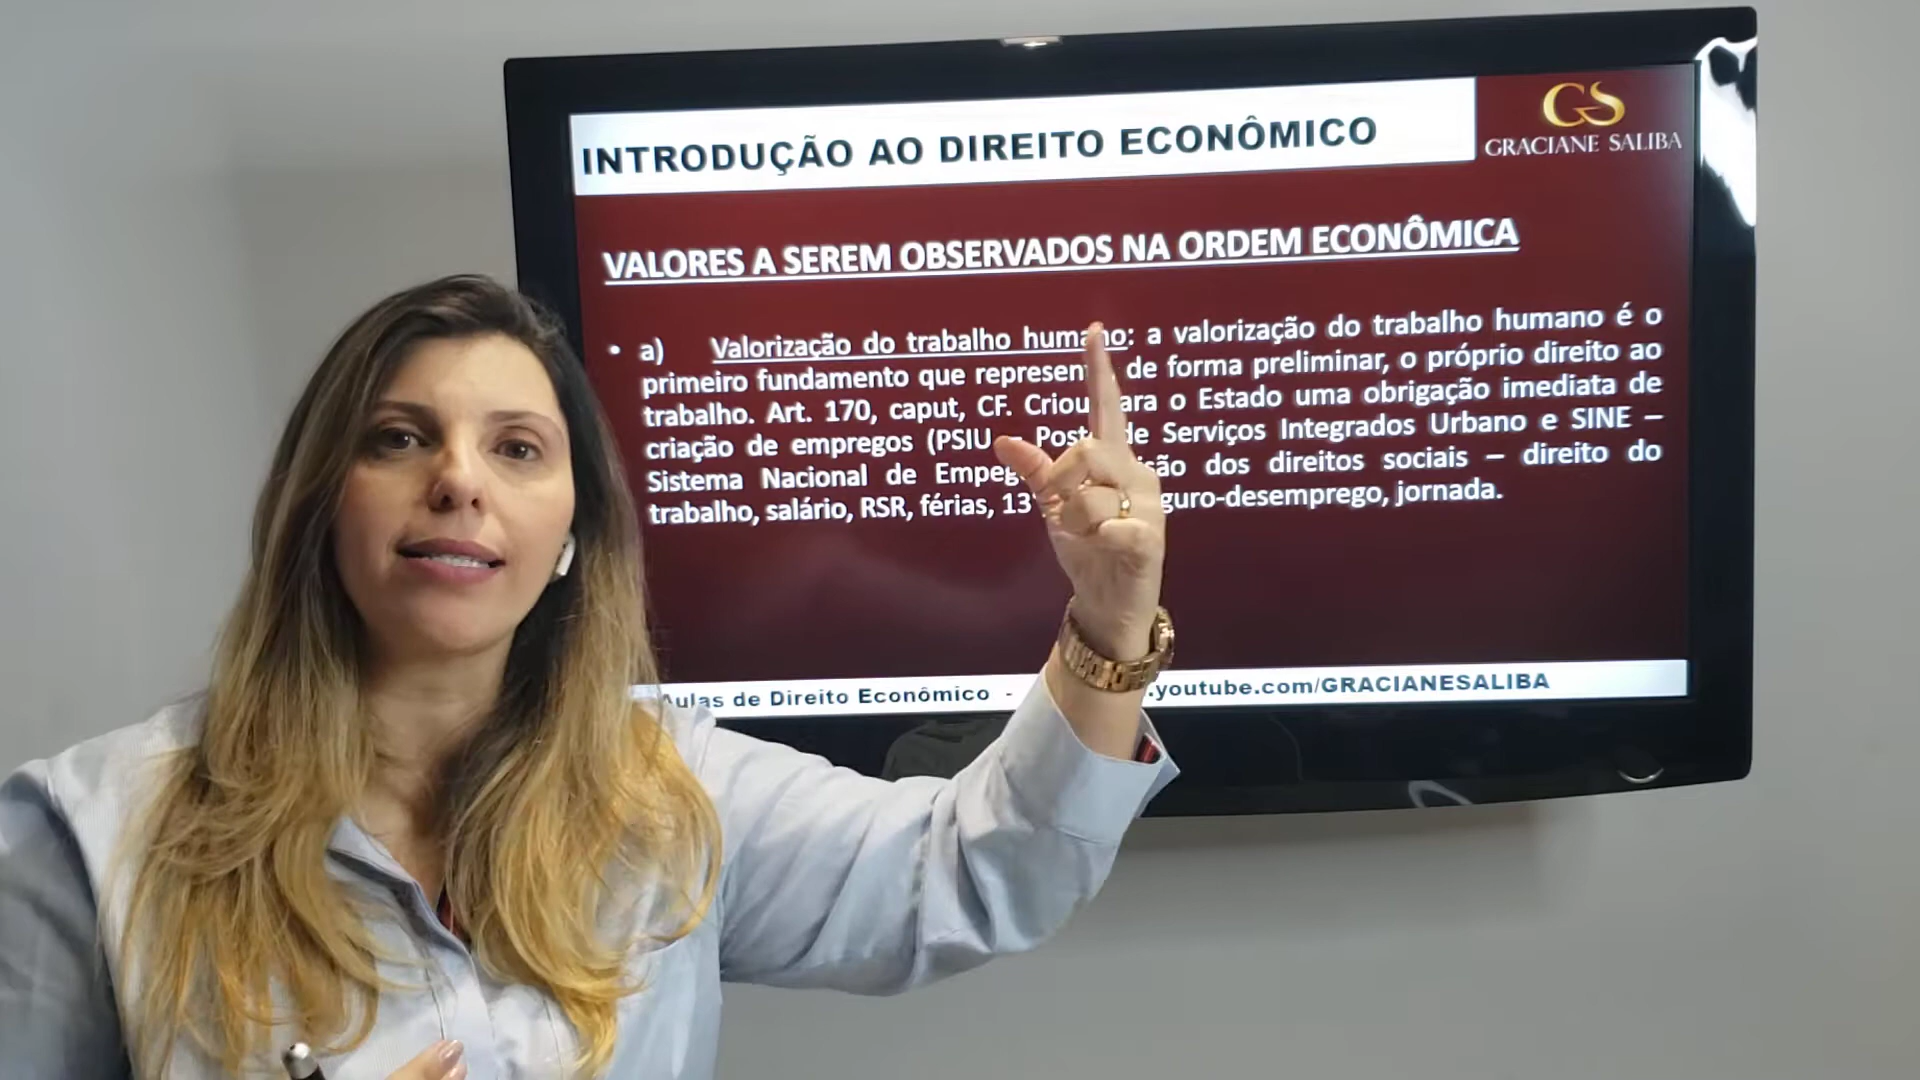 INTRODUÇÃO AO DIREITO ECONÔMICO
GS
GRACIANE SALIBA
VALORES A SEREM OBSERVADOS NA ORDEM ECONÔMICA
• a) Valorização do trabalho humano: a valorização do trabalho humano é o
primeiro fundamento que represent de forma preliminar, o próprio direito ao
trabalho. Art. 170, caput, CF. Criou ara o Estado uma obrigação imediata de
criação de empregos (PSIU – Post de Serviços Integrados Urbano e SINE –
Sistema Nacional de Empeg são dos direitos sociais – direito do
trabalho, salário, RSR, férias, 13 guro-desemprego, jornada.
Aulas de Direito Econômico - .youtube.com/GRACIANESALIBA